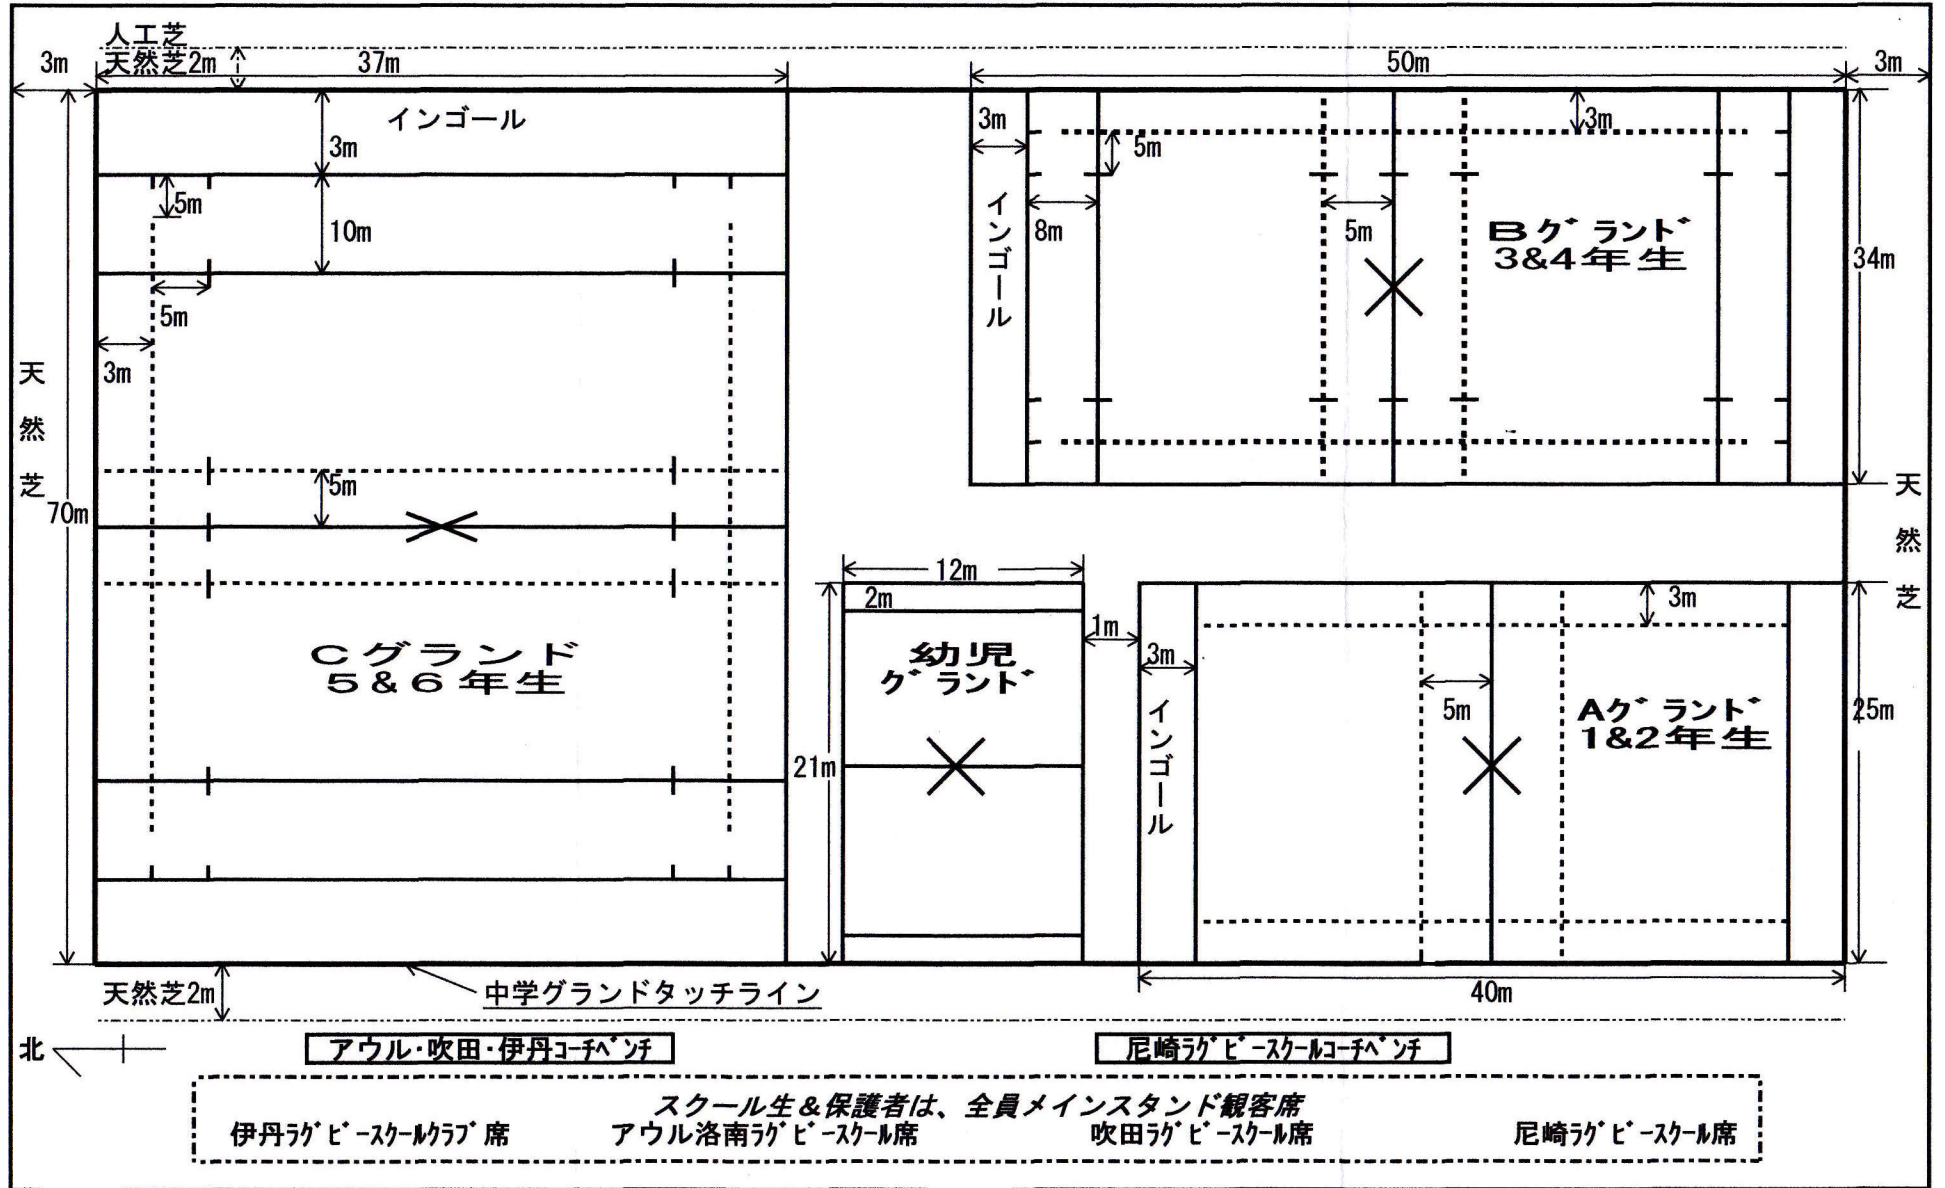 人工芝
3m
天然芝2m
37m
50m
3m
インゴール
3m
3m
3m
5m
5m
10m
インゴール
8m
5m
Bグランド
3&4年生
34m
5m
3m
天然芝
70m
5m
天然芝
12m
2m
1m
3m
3m
Cグランド
5&6年生
幼児
グランド
インゴール
5m
Aグランド
1&2年生
25m
21m
天然芝2m
中学グランドタッチライン
40m
北
アウル・吹田・伊丹コーチベンチ
尼崎ラグビースクールコーチベンチ
スクール生&保護者は、全員メインスタンド観客席
伊丹ラグビースクールクラブ席 アウル洛南ラグビースクール席 吹田ラグビースクール席 尼崎ラグビースクール席